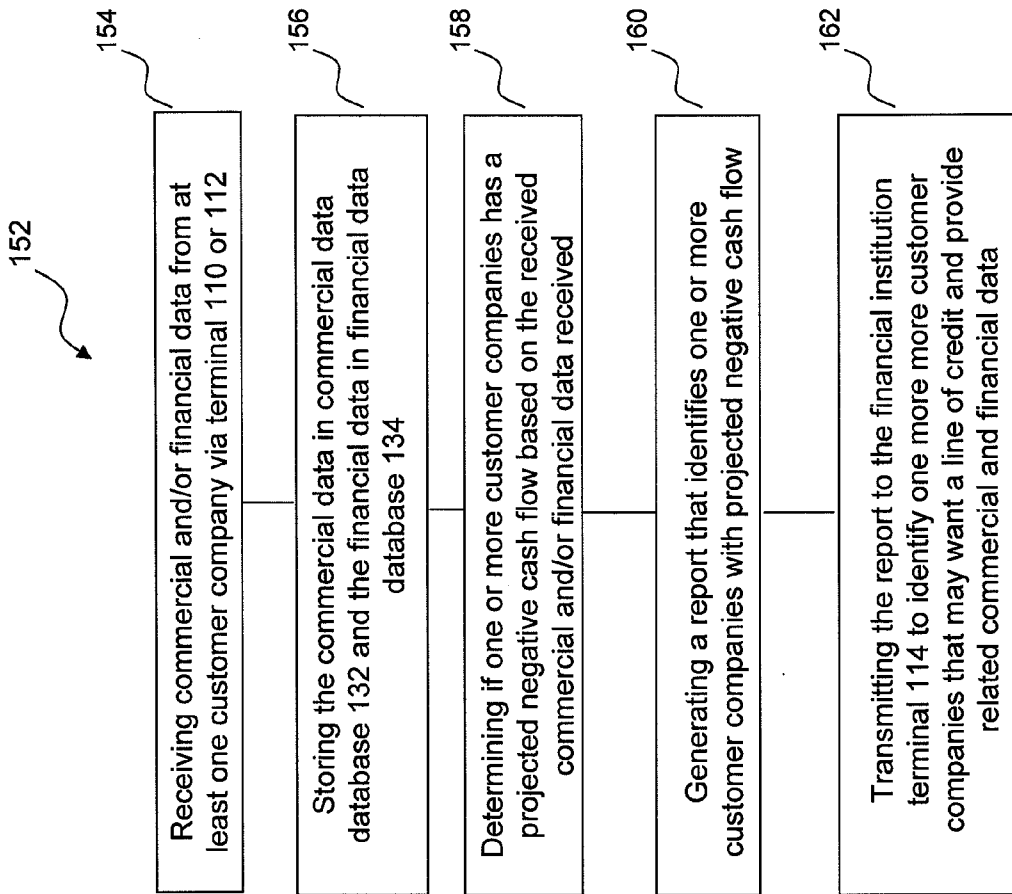 152
154
Receiving commercial and/or financial data from at
least one customer company via terminal 110 or 112
156
Storing the commercial data in commercial data
database 132 and the financial data in financial data
database 134
158
Determining if one or more customer companies has a
projected negative cash flow based on the received
commercial and/or financial data received
160
Generating a report that identifies one or more
customer companies with projected negative cash flow
162
Transmitting the report to the financial institution
terminal 114 to identify one more more customer
companies that may want a line of credit and provide
related commercial and financial data